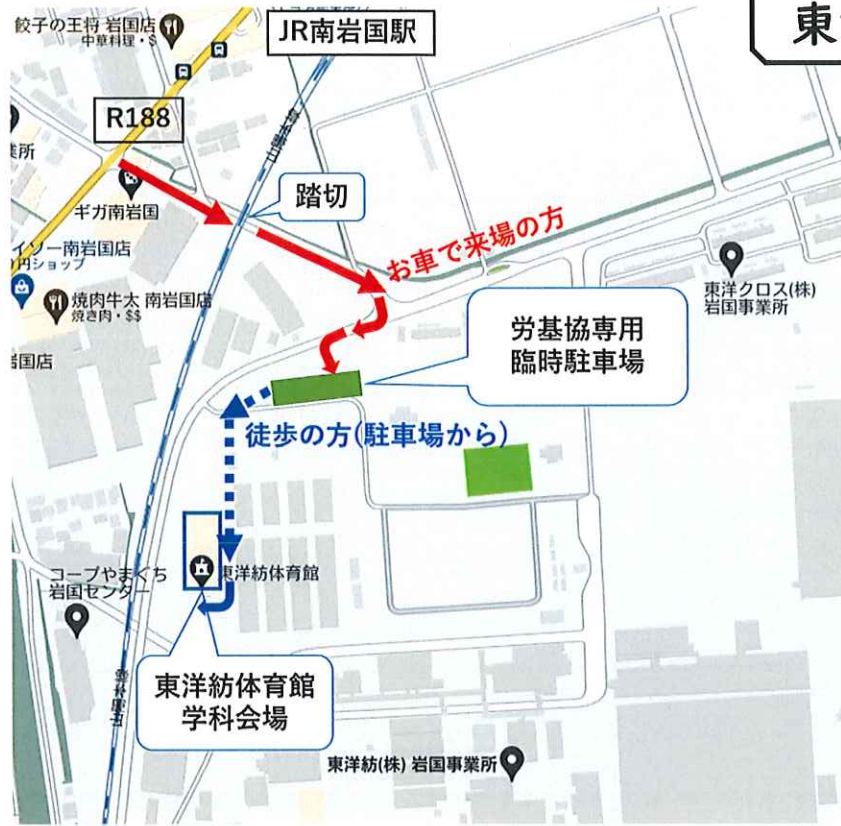 餃子の王将 岩国店
中華料理・$
JR南岩国駅
東
R188
山陽本線
業所
ギガ南岩国
踏切
お車で来場の方
イソー南岩国店
円ショップ
焼肉牛太 南岩国店
焼き肉・$$
岩国店
東洋クロス(株)
岩国事業所
労基協専用
臨時駐車場
徒歩の方(駐車場から)
コープやまぐち
岩国センター
東洋紡体育館
東洋紡体育館
学科会場
東洋紡(株) 岩国事業所